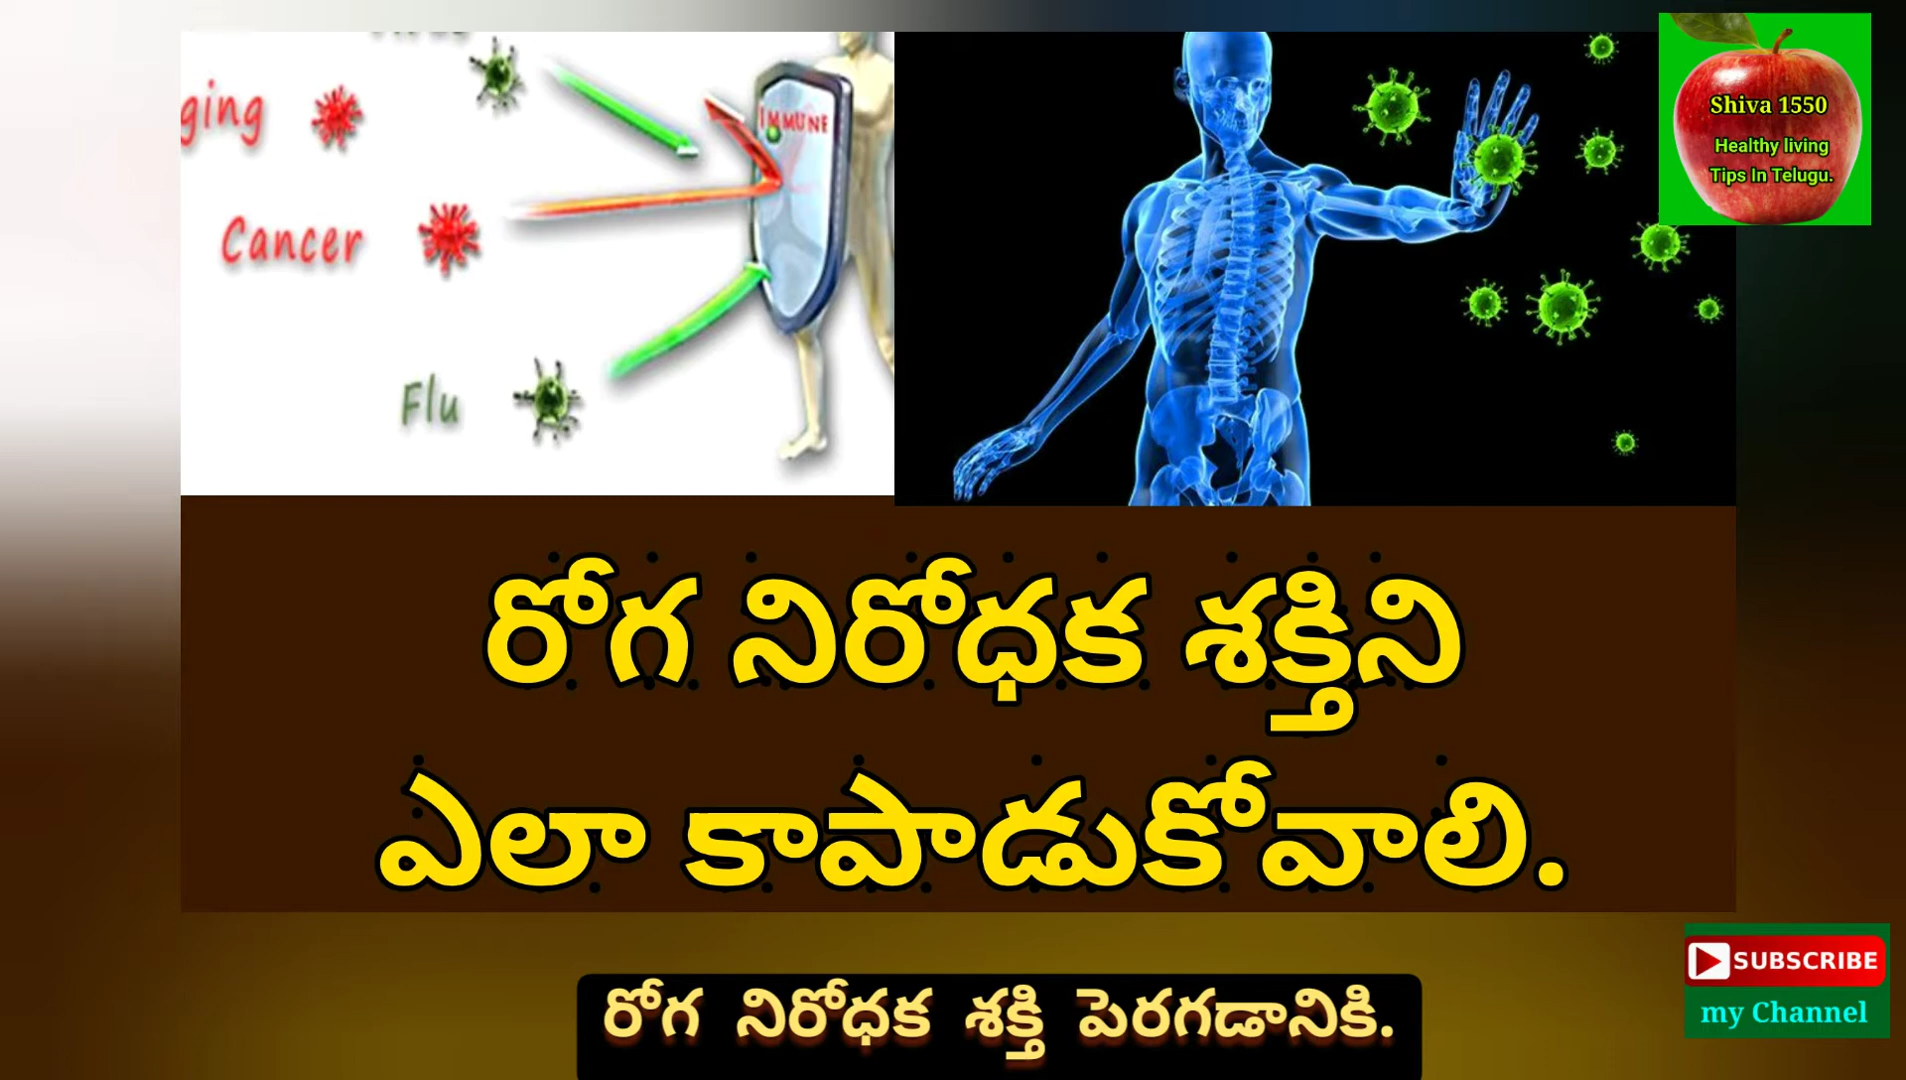 Cancer
Flu
IMMUNE
Shiva 1550
Healthy living
Tips In Telugu.
రోగ నిరోధక శక్తిని
ఎలా కాపాడుకోవాలి.
రోగ నిరోధక శక్తి పెరగడానికి.
SUBSCRIBE
my Channel